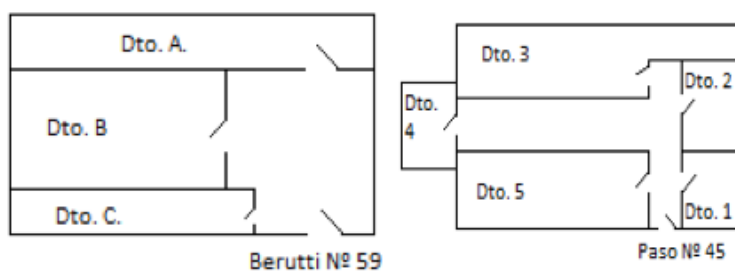 Dto. A.
Dto. B
Dto. C.
Berutti Nº 59
Dto. 3
Dto. 2
Dto.
4
Dto. 5
Dto. 1
Paso Nº 45